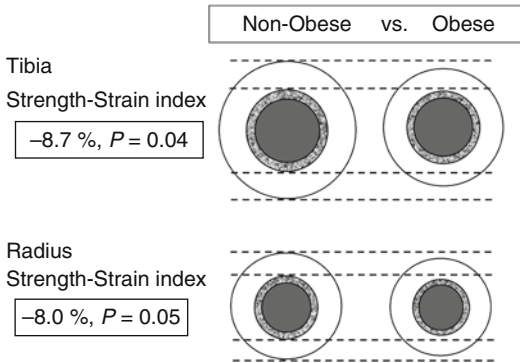 Non-Obese vs. Obese
Tibia
Strength-Strain index
–8.7 %, P = 0.04
Radius
Strength-Strain index
–8.0 %, P = 0.05